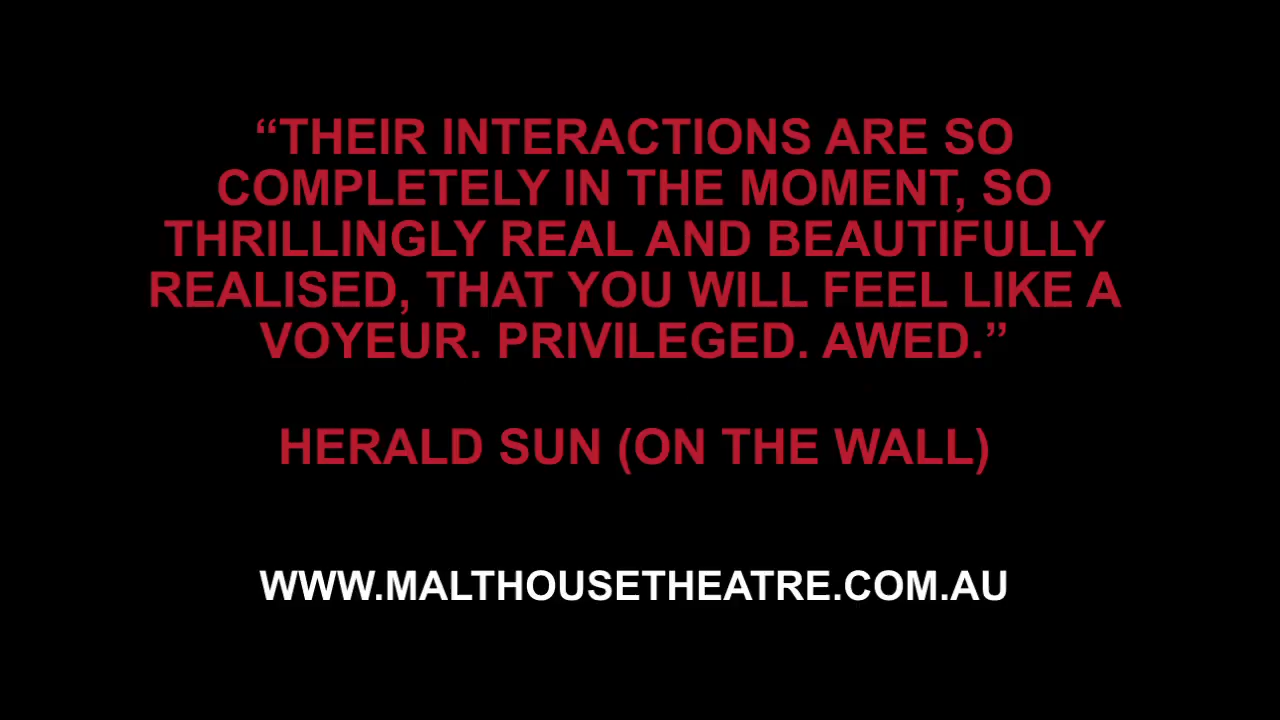 “THEIR INTERACTIONS ARE SO
COMPLETELY IN THE MOMENT, SO
THRILLINGLY REAL AND BEAUTIFULLY
REALISED, THAT YOU WILL FEEL LIKE A
VOYEUR. PRIVILEGED. AWED.”
HERALD SUN (ON THE WALL)
WWW.MALTHOUSETHEATRE.COM.AU